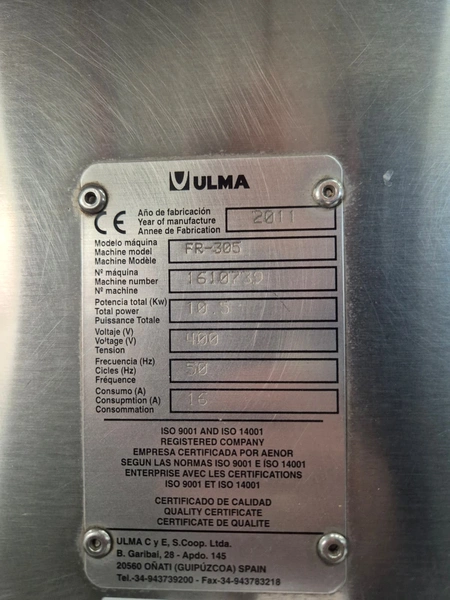 ULMA
CE
Año de fabricación
Year of manufacture
Annee de Fabrication
2011
Modelo máquina
Machine model
Machine Modèle
FR-305
Nº máquina
Machine number
Nº machine
Potencia total (Kw)
Total power
Puissance Totale
10.5
Voltaje (V)
Voltage (V)
Tension
400
Frecuencia (Hz)
Cicles (Hz)
Fréquence
50
Consumo (A)
Consupmtion (A)
Consommation
16
ISO 9001 AND ISO 14001
REGISTERED COMPANY
EMPRESA CERTIFICADA POR AENOR
SEGUN LAS NORMAS ISO 9001 E ISO 14001
ENTERPRISE AVEC LES CERTIFICATIONS
ISO 9001 ET ISO 14001
CERTIFICADO DE CALIDAD
QUALITY CERTIFICATE
CERTIFICATE DE QUALITE
ULMA C y E, S.Coop. Ltda.
B. Garibai, 28 - Apdo. 145
20560 OÑATI (GUIPÚZCOA) SPAIN
Tel.-34-943739200 - Fax-34-943783218